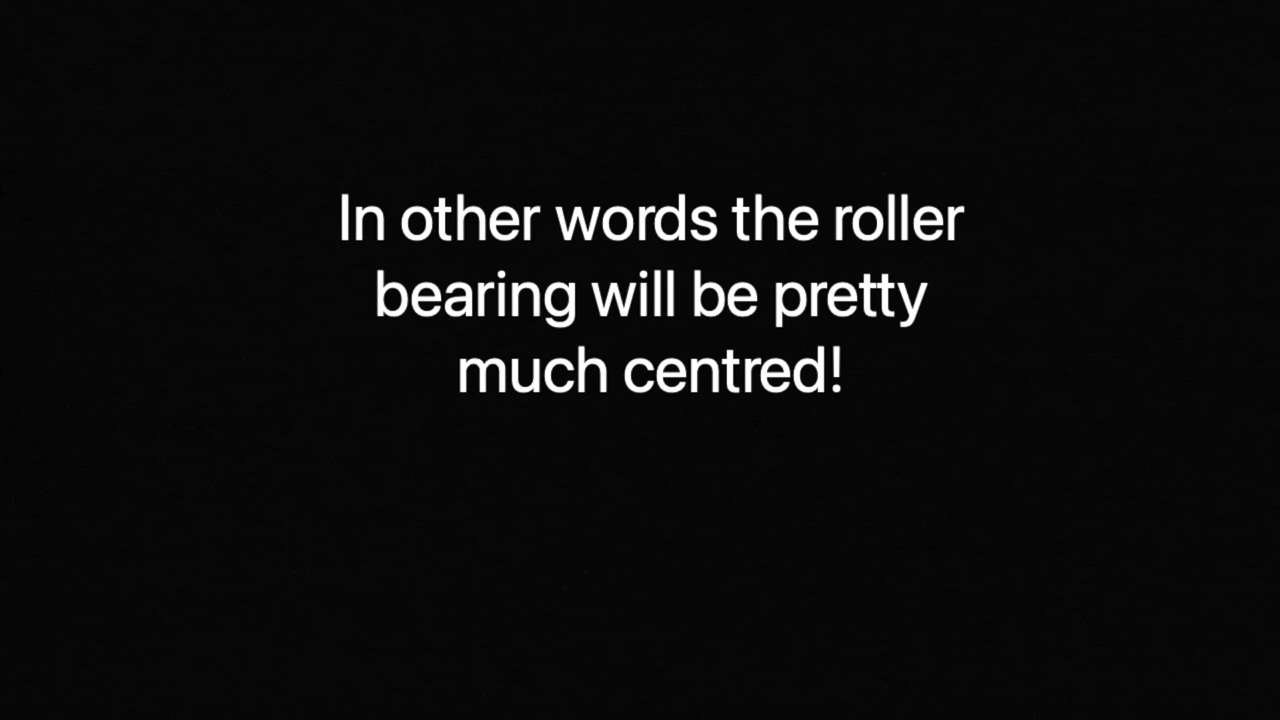 In other words the roller
bearing will be pretty
much centred!